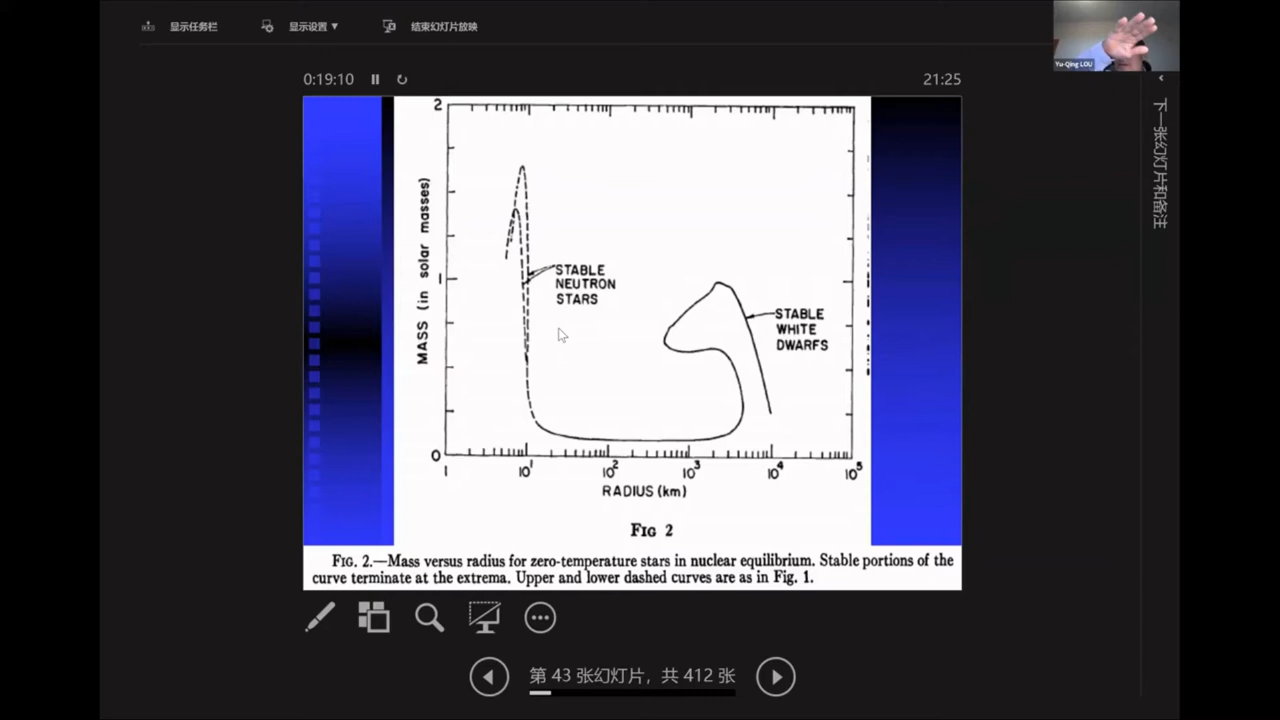 显示任务栏
显示设置 ▼
结束幻灯片放映
Yu-Qing LOU
0:19:10
21:25
下一张幻灯片和备注
2
1
0
MASS (in solar masses)
STABLE
NEUTRON
STARS
STABLE
WHITE
DWARFS
1
10¹
10²
10³
10⁴
10⁵
RADIUS (km)
FIG 2
FIG. 2.—Mass versus radius for zero-temperature stars in nuclear equilibrium. Stable portions of the
curve terminate at the extrema. Upper and lower dashed curves are as in Fig. 1.
第 43 张幻灯片，共 412 张